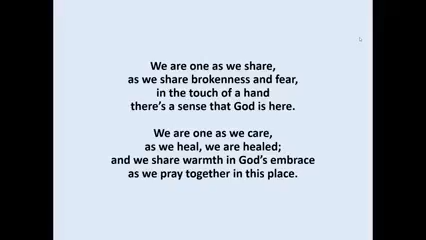 We are one as we share,
as we share brokenness and fear,
in the touch of a hand
there's a sense that God is here.
We are one as we care,
as we heal, we are healed;
and we share warmth in God's embrace
as we pray together in this place.